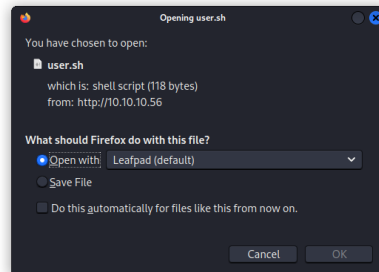 Opening user.sh
You have chosen to open:
user.sh
which is: shell script (118 bytes)
from: http://10.10.10.56
What should Firefox do with this file?
Open with Leafpad (default)
Save File
Do this automatically for files like this from now on.
Cancel OK